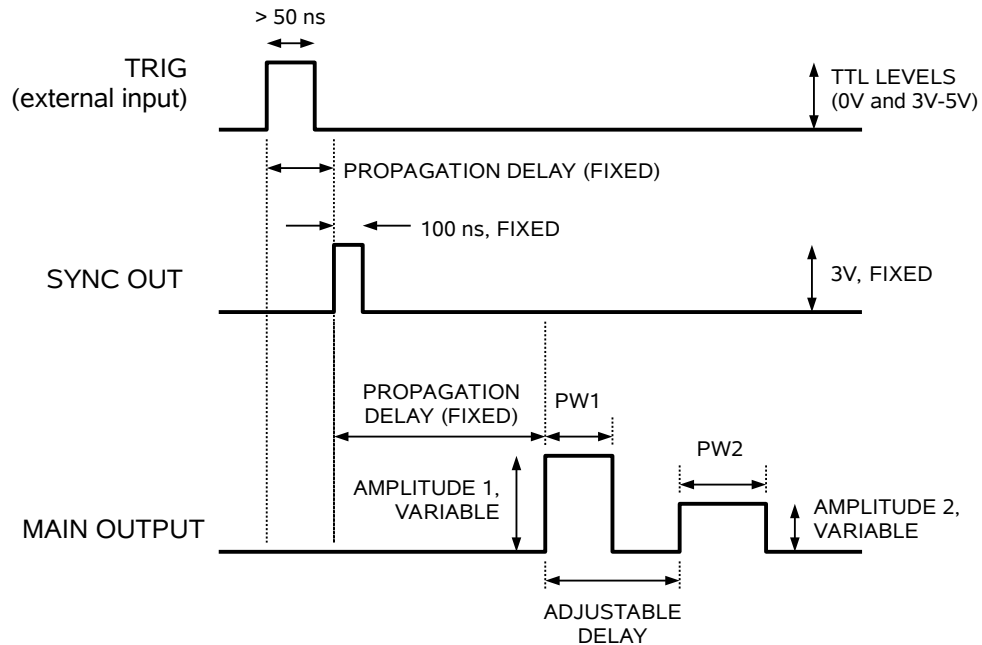 > 50 ns
TRIG
(external input)
TTL LEVELS
(0V and 3V-5V)
PROPAGATION DELAY (FIXED)
100 ns, FIXED
SYNC OUT
3V, FIXED
PROPAGATION
DELAY (FIXED)
PW1
PW2
AMPLITUDE 1,
VARIABLE
MAIN OUTPUT
AMPLITUDE 2,
VARIABLE
ADJUSTABLE
DELAY